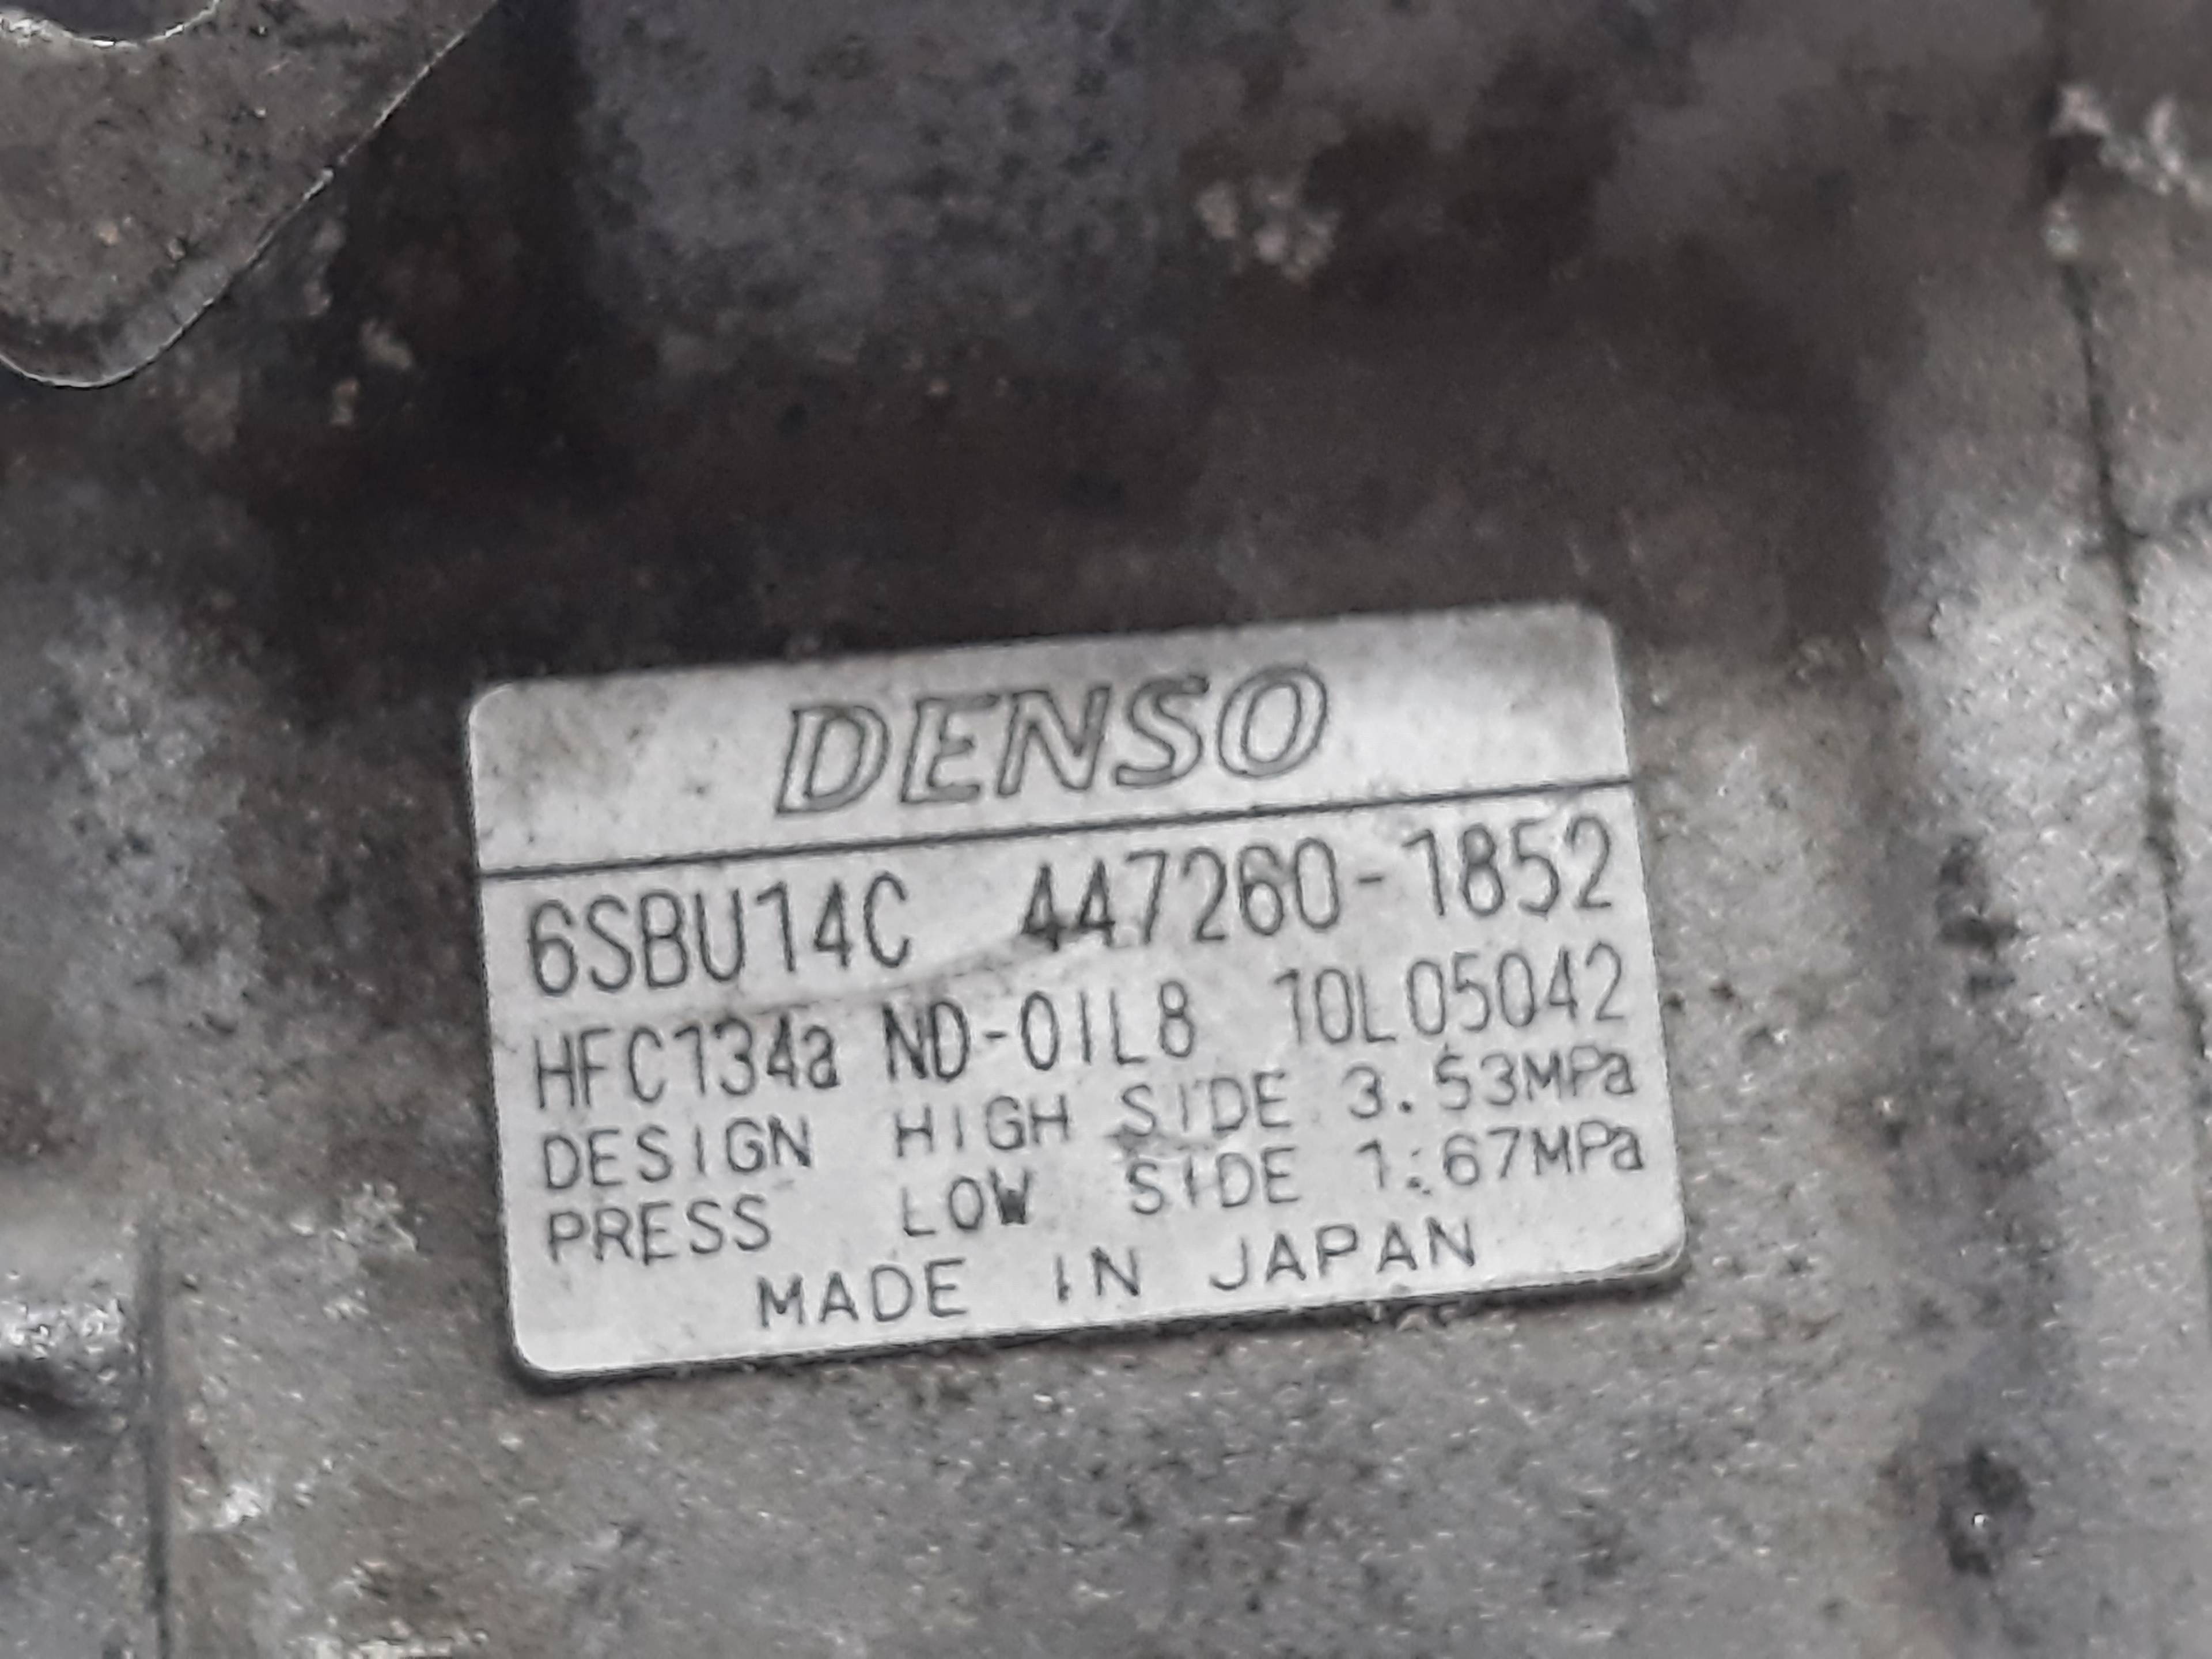 DENSO
6SBU14C 447260-1852
HFC134a ND-OIL8 10L05042
DESIGN HIGH SIDE 3.53MPa
PRESS LOW SIDE 1.67MPa
MADE IN JAPAN